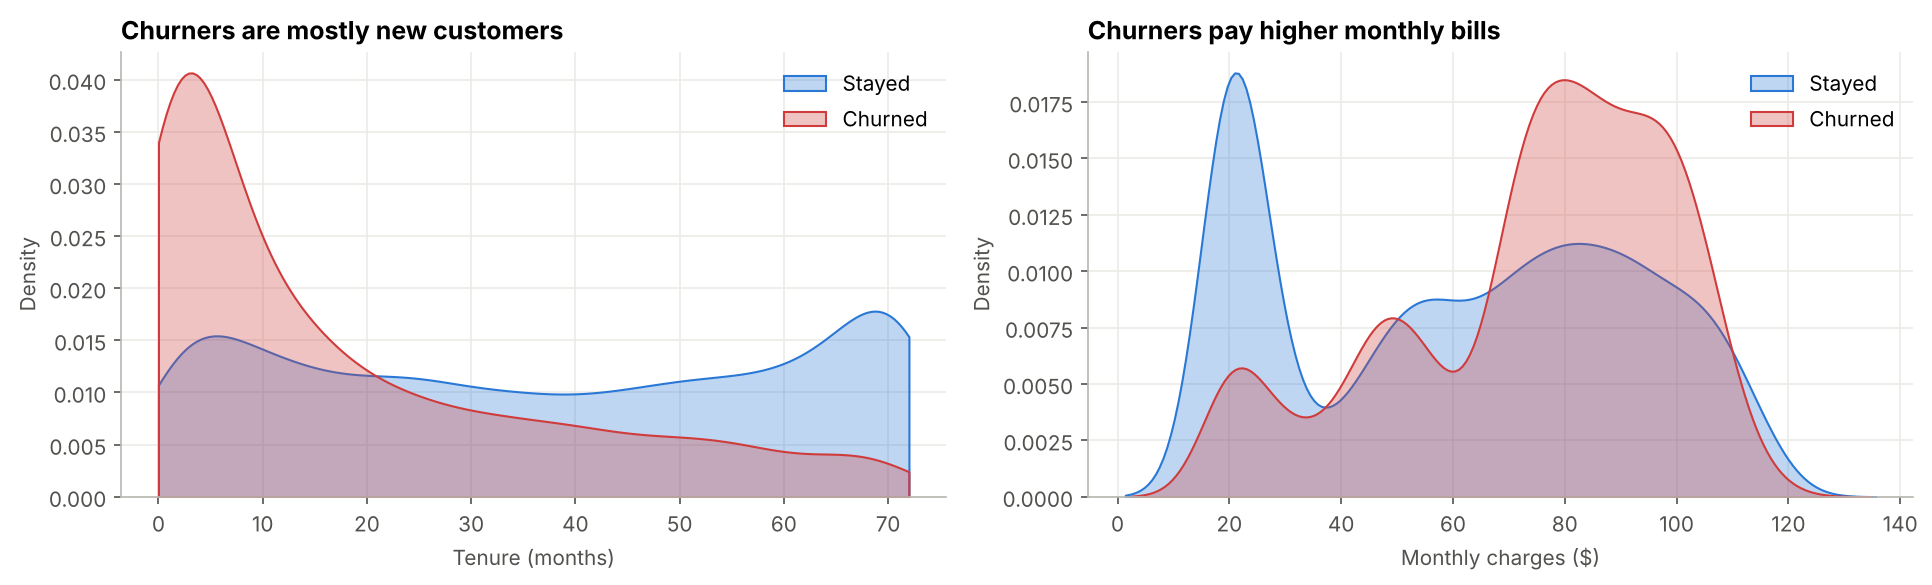 Churners are mostly new customers
Stayed
Churned
0.040
0.035
0.030
0.025
0.020
0.015
0.010
0.005
0.000
Density
0 10 20 30 40 50 60 70
Tenure (months)
Churners pay higher monthly bills
Stayed
Churned
0.0175
0.0150
0.0125
0.0100
0.0075
0.0050
0.0025
0.0000
Density
0 20 40 60 80 100 120 140
Monthly charges ($)